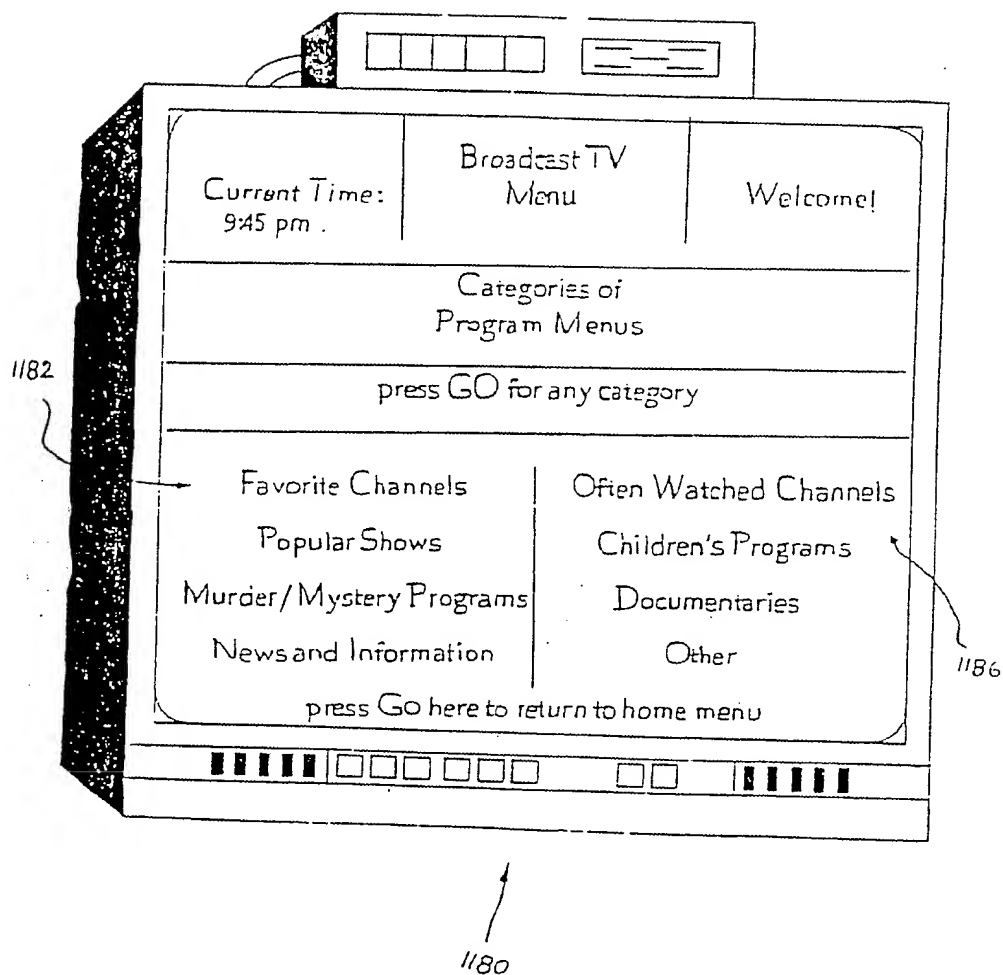 Broadcast TV
Menu
Current Time:
9:45 pm .
Welcome!
Categories of
Program Menus
press GO for any category
1182
Favorite Channels
Often Watched Channels
Popular Shows
Children's Programs
Murder/Mystery Programs
Documentaries
News and Information
Other
1186
press Go here to return to home menu
1180